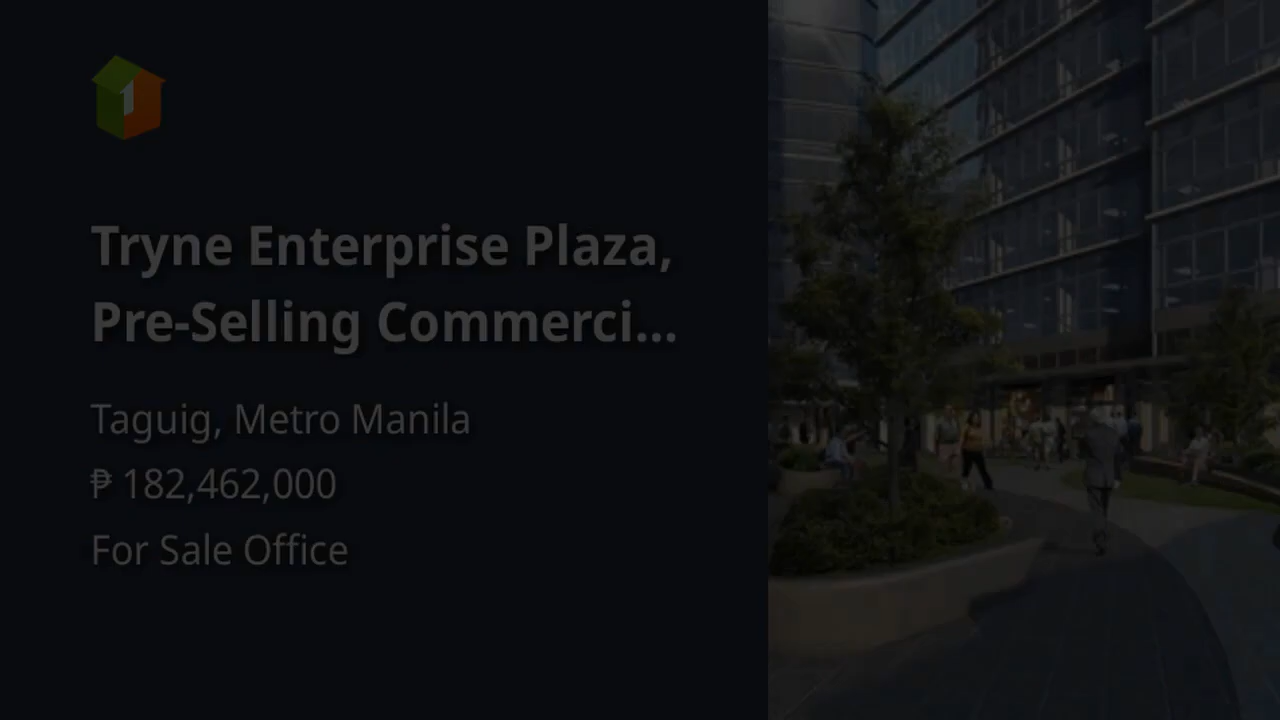 Tryne Enterprise Plaza,
Pre-Selling Commerci...
Taguig, Metro Manila
₱ 182,462,000
For Sale Office